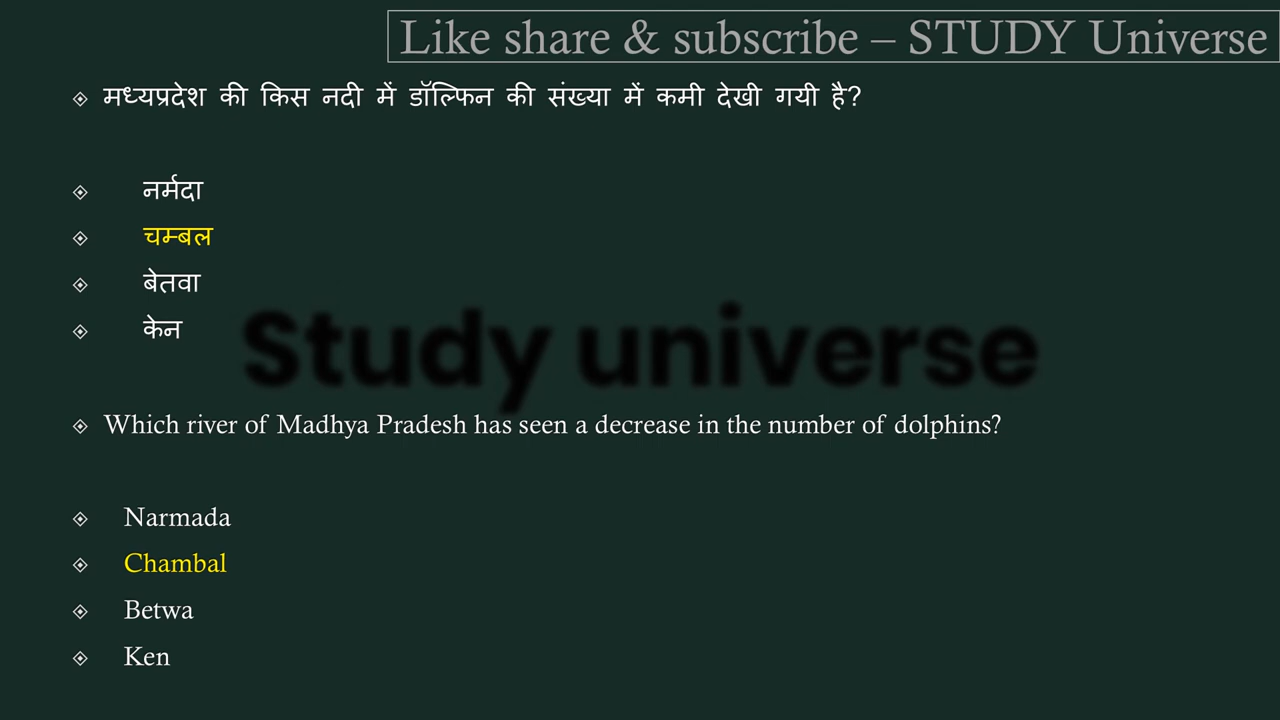 Like share & subscribe – STUDY Universe
मध्यप्रदेश की किस नदी में डॉल्फिन की संख्या में कमी देखी गयी है?
नर्मदा
चम्बल
बेतवा
केन
Study universe
Which river of Madhya Pradesh has seen a decrease in the number of dolphins?
Narmada
Chambal
Betwa
Ken